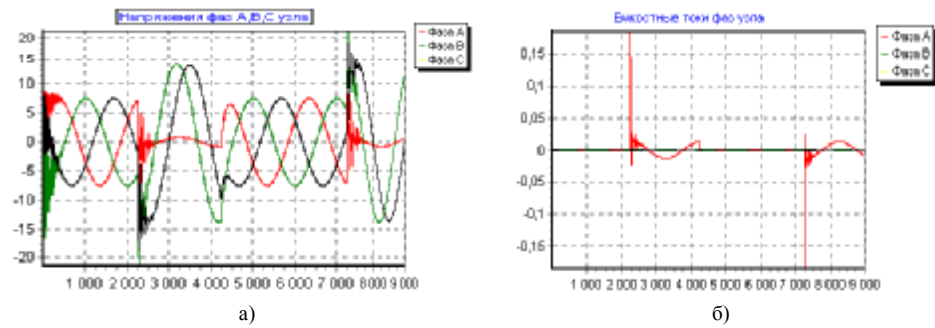 Напряжения фаз А,В,С узла
20
15
10
5
0
-5
-10
-15
-20
1 000 2 000 3 000 4 000 5 000 6 000 7 000 8 000 9 000
Фаза A
Фаза B
Фаза C
а)
Емкостные токи фаз узла
0,15
0,1
0,05
0
-0,05
-0,1
-0,15
1 000 2 000 3 000 4 000 5 000 6 000 7 000 8 000 9 000
Фаза A
Фаза B
Фаза C
б)